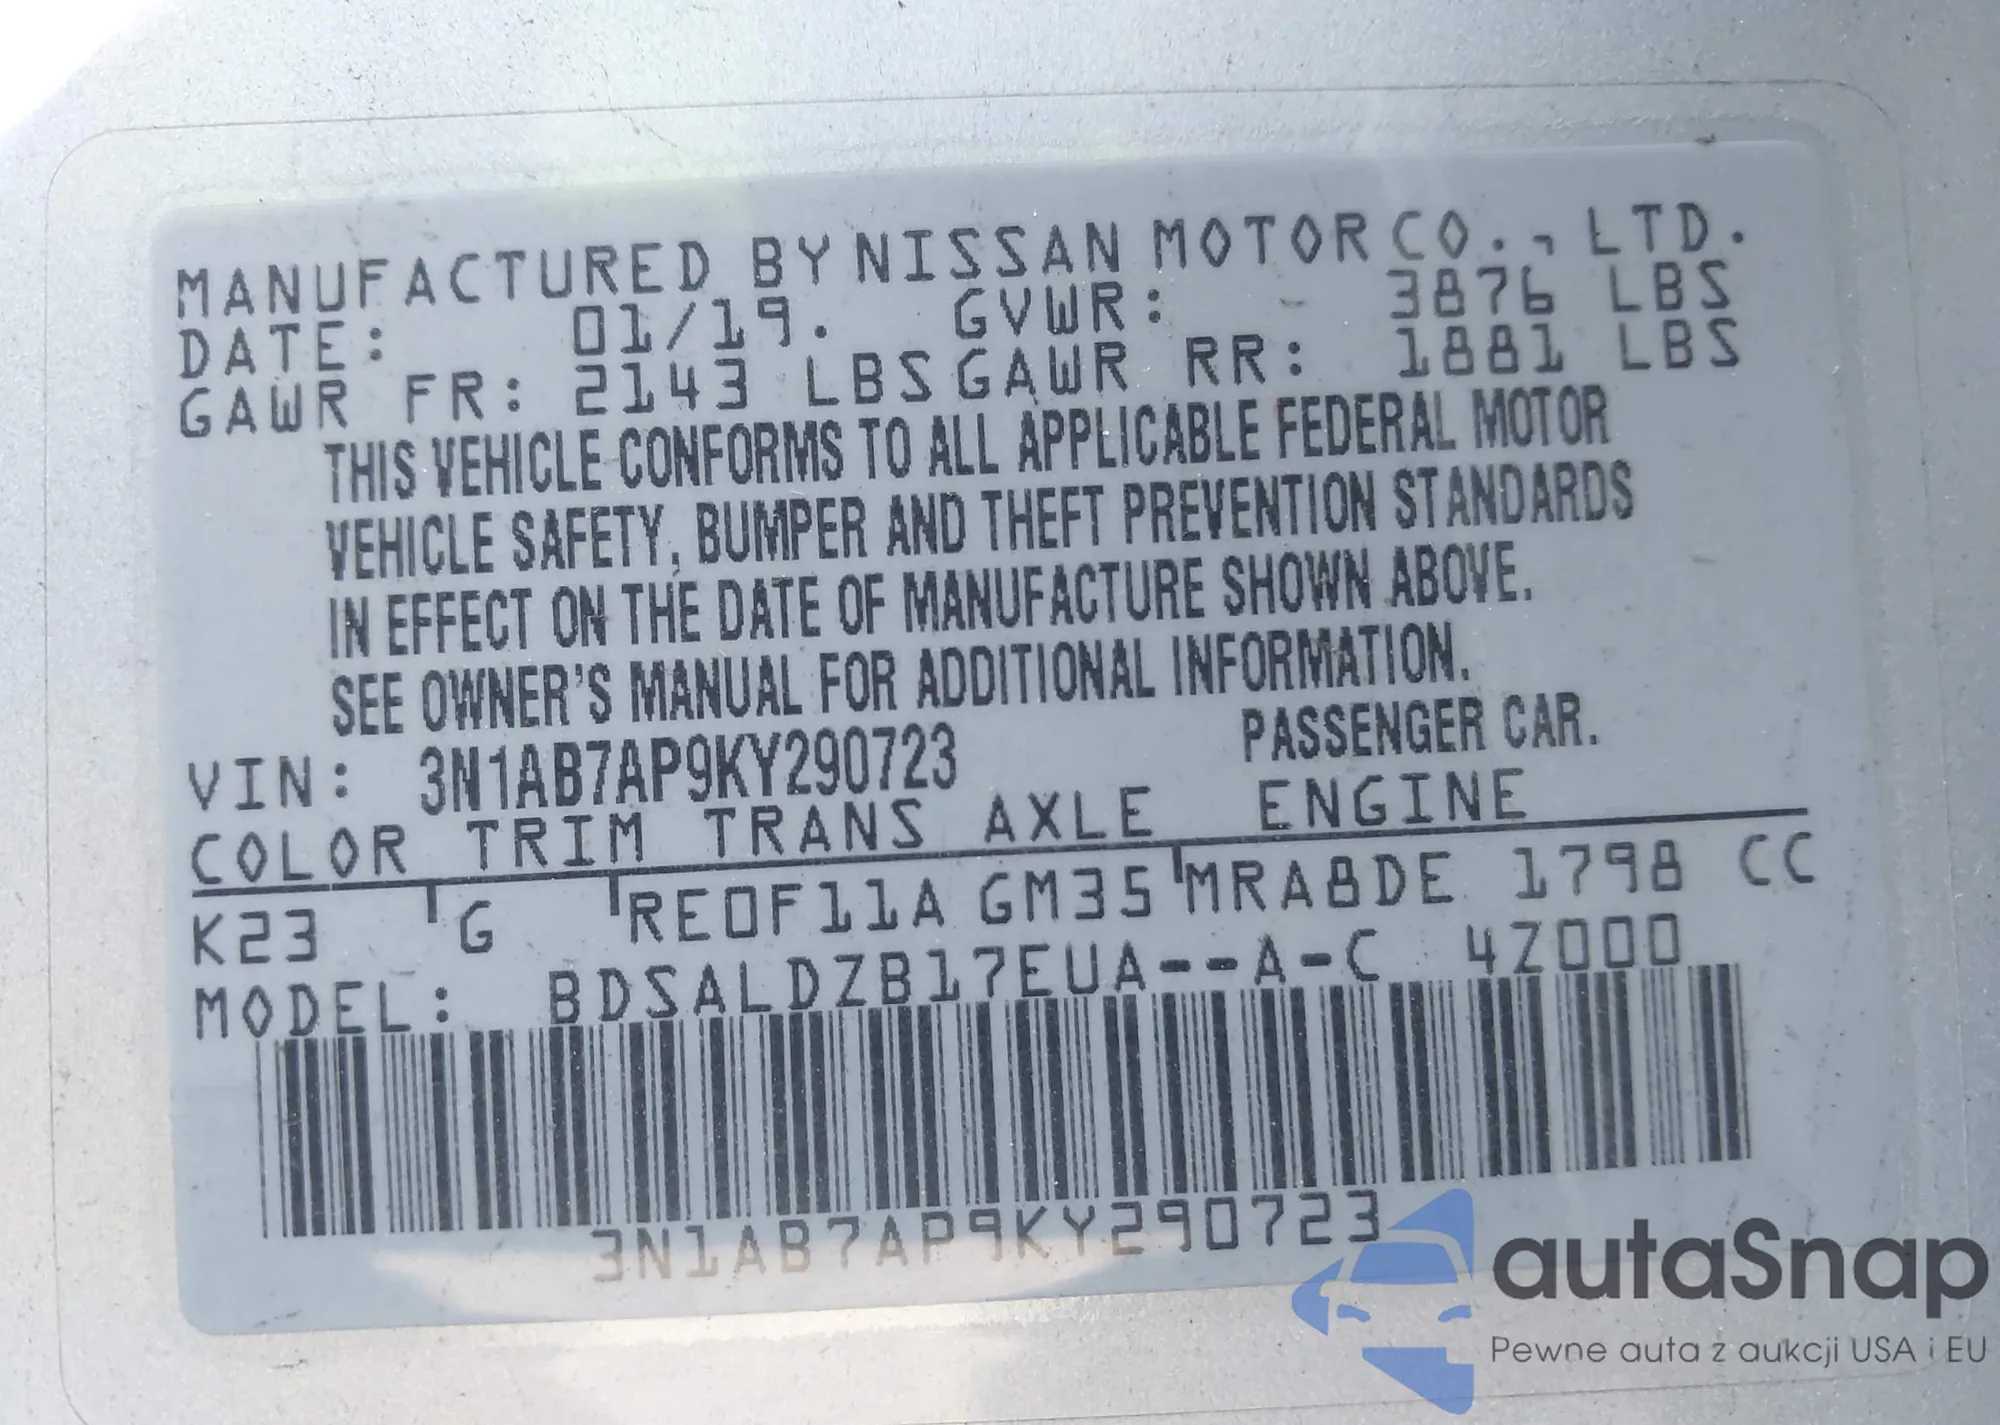 MANUFACTURED BY NISSAN MOTOR CO., LTD.
DATE: 01/19. GVWR: 3876 LBS
GAWR FR: 2143 LBS GAWR RR: 1881 LBS
THIS VEHICLE CONFORMS TO ALL APPLICABLE FEDERAL MOTOR
VEHICLE SAFETY, BUMPER AND THEFT PREVENTION STANDARDS
IN EFFECT ON THE DATE OF MANUFACTURE SHOWN ABOVE.
SEE OWNER'S MANUAL FOR ADDITIONAL INFORMATION.
VIN: 3N1AB7AP9KY290723 PASSENGER CAR.
COLOR TRIM TRANS AXLE ENGINE
K23 G RE0F11A GM35 MRA8DE 1798 CC
MODEL: BDSALDZB17EUA--A-C 4Z000
3N1AB7AP9KY290723
autaSnap
Pewne auta z aukcji USA i EU